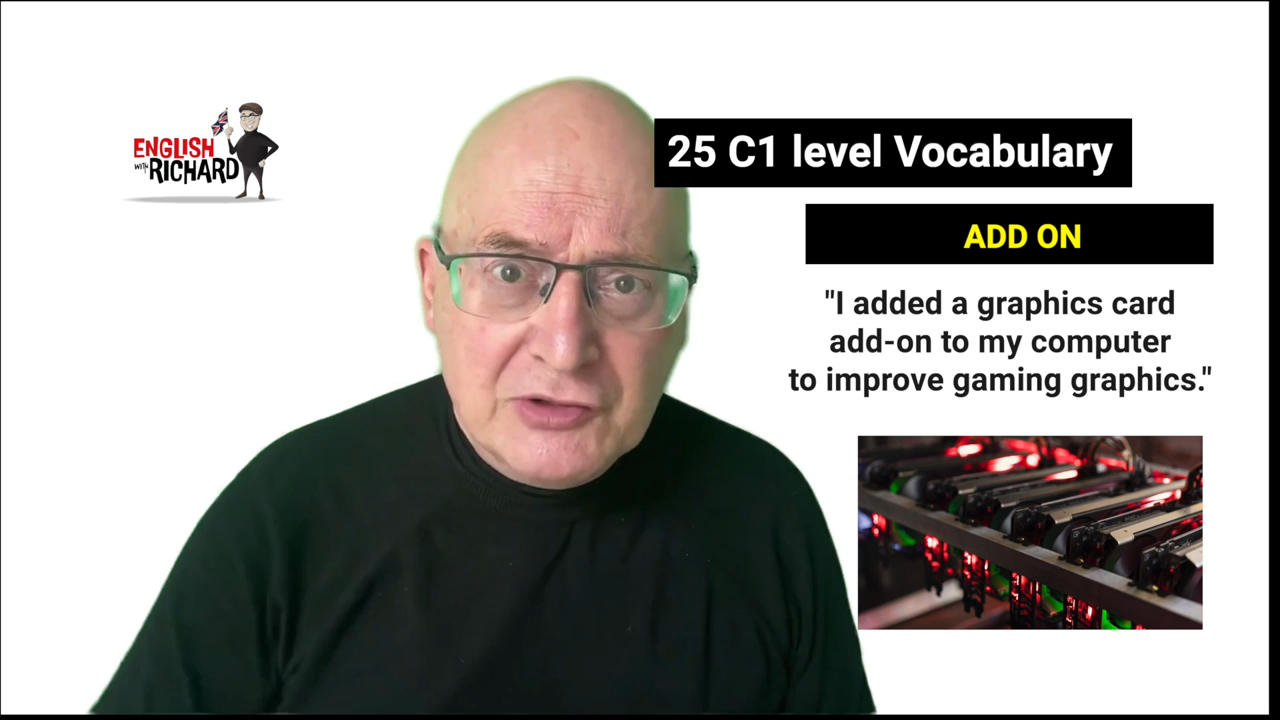 ENGLISH
WITH
RICHARD
25 C1 level Vocabulary
ADD ON
"I added a graphics card
add-on to my computer
to improve gaming graphics."